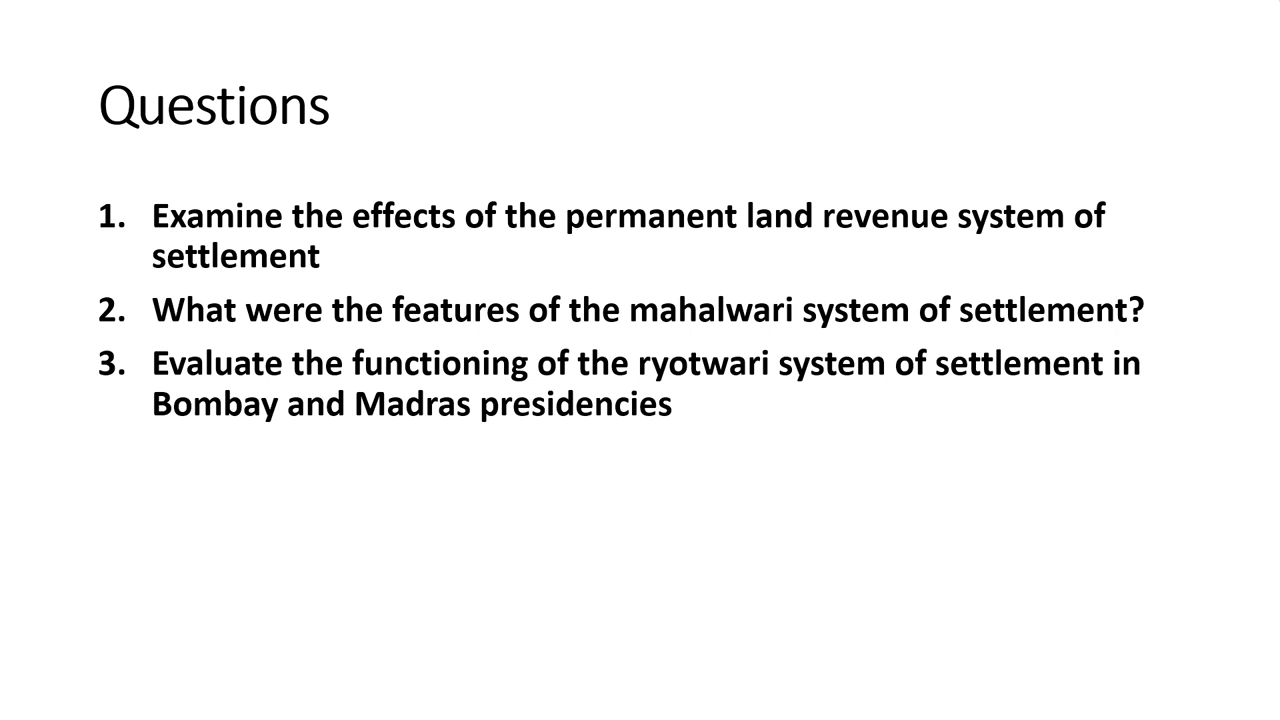 Questions
1. Examine the effects of the permanent land revenue system of
settlement
2. What were the features of the mahalwari system of settlement?
3. Evaluate the functioning of the ryotwari system of settlement in
Bombay and Madras presidencies